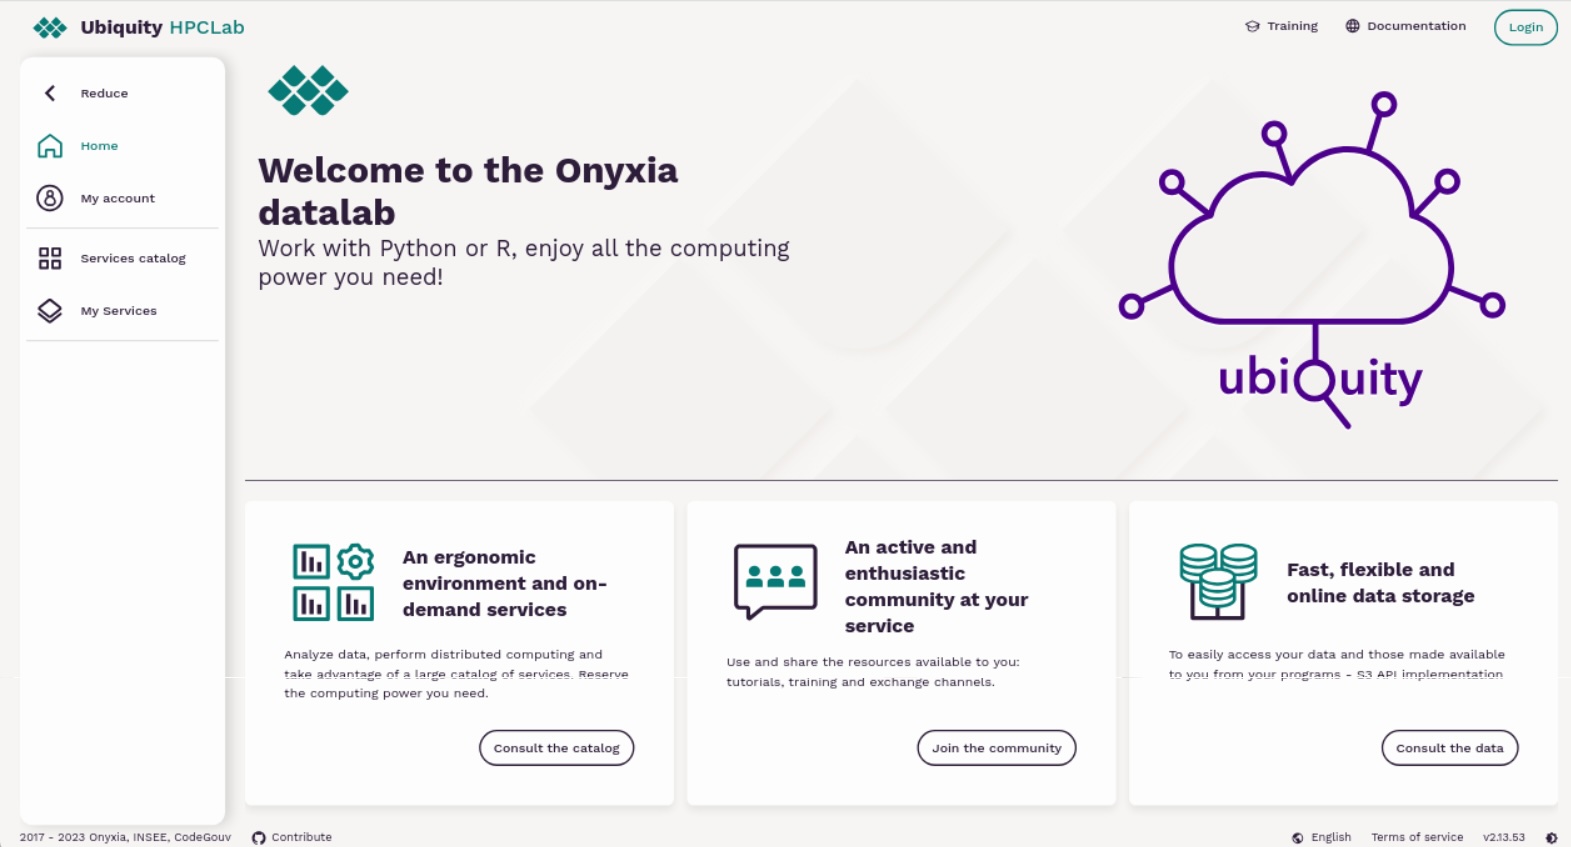 Ubiquity HPCLab
Training
Documentation
Login
Reduce
Home
My account
Services catalog
My Services
Welcome to the Onyxia
datalab
Work with Python or R, enjoy all the computing
power you need!
ubiquity
An ergonomic
environment and on-
demand services
Analyze data, perform distributed computing and
take advantage of a large catalog of services. Reserve
the computing power you need.
Consult the catalog
An active and
enthusiastic
community at your
service
Use and share the resources available to you:
tutorials, training and exchange channels.
Join the community
Fast, flexible and
online data storage
To easily access your data and those made available
to you from your programs - S3 API implementation
Consult the data
2017 - 2023 Onyxia, INSEE, CodeGouv
Contribute
English
Terms of service
v2.13.53